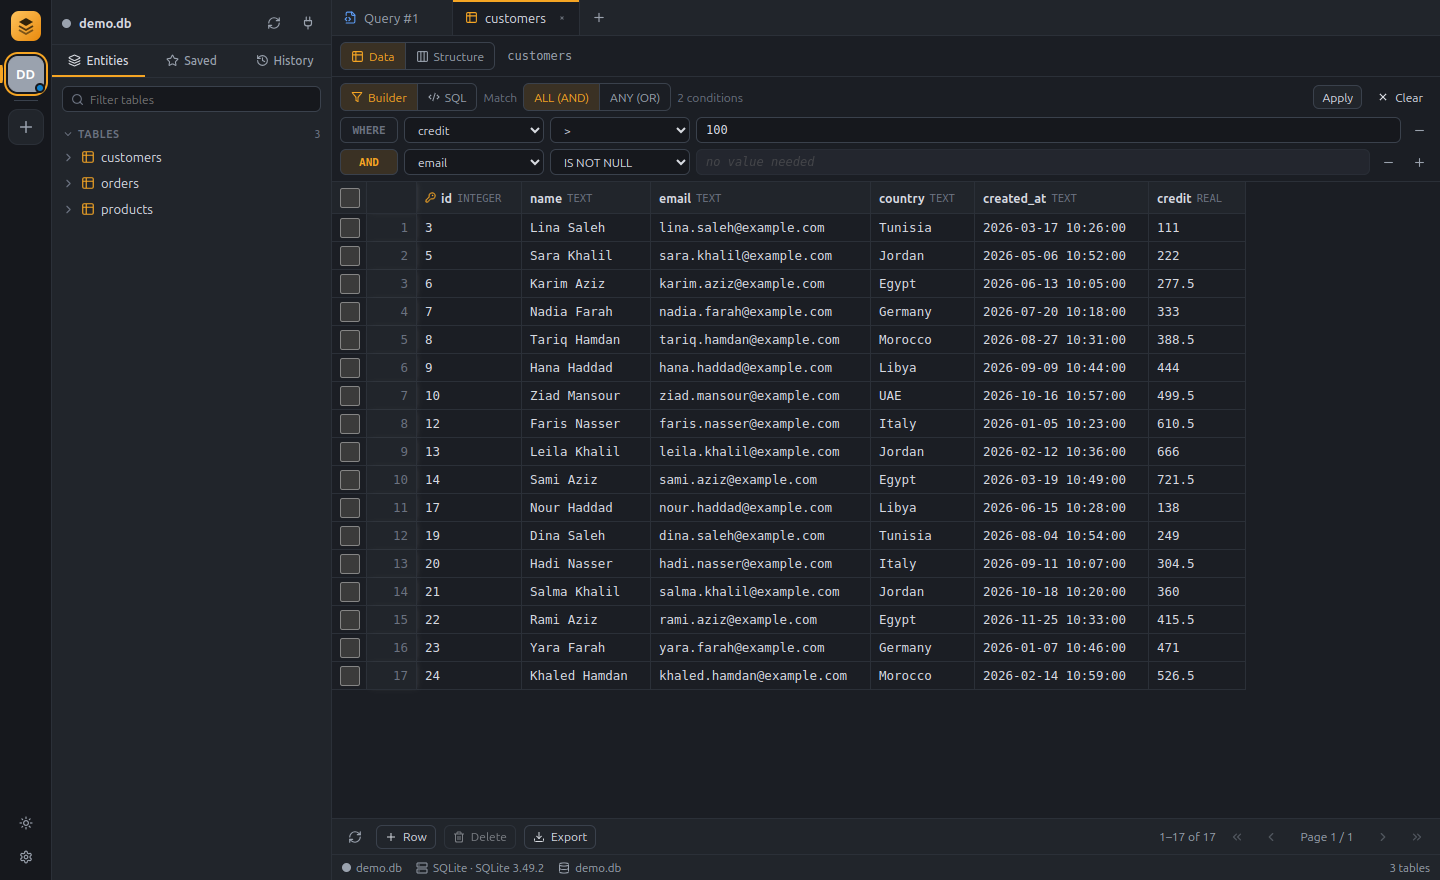 demo.db
Query #1
customers
DD
Entities
Saved
History
Data
Structure
customers
Filter tables
Builder
SQL
Match
ALL (AND)
ANY (OR)
2 conditions
Apply
Clear
TABLES 3
customers
orders
products
WHERE credit > 100
AND email IS NOT NULL no value needed
id INTEGER name TEXT email TEXT country TEXT created_at TEXT credit REAL
1 3 Lina Saleh lina.saleh@example.com Tunisia 2026-03-17 10:26:00 111
2 5 Sara Khalil sara.khalil@example.com Jordan 2026-05-06 10:52:00 222
3 6 Karim Aziz karim.aziz@example.com Egypt 2026-06-13 10:05:00 277.5
4 7 Nadia Farah nadia.farah@example.com Germany 2026-07-20 10:18:00 333
5 8 Tariq Hamdan tariq.hamdan@example.com Morocco 2026-08-27 10:31:00 388.5
6 9 Hana Haddad hana.haddad@example.com Libya 2026-09-09 10:44:00 444
7 10 Ziad Mansour ziad.mansour@example.com UAE 2026-10-16 10:57:00 499.5
8 12 Faris Nasser faris.nasser@example.com Italy 2026-01-05 10:23:00 610.5
9 13 Leila Khalil leila.khalil@example.com Jordan 2026-02-12 10:36:00 666
10 14 Sami Aziz sami.aziz@example.com Egypt 2026-03-19 10:49:00 721.5
11 17 Nour Haddad nour.haddad@example.com Libya 2026-06-15 10:28:00 138
12 19 Dina Saleh dina.saleh@example.com Tunisia 2026-08-04 10:54:00 249
13 20 Hadi Nasser hadi.nasser@example.com Italy 2026-09-11 10:07:00 304.5
14 21 Salma Khalil salma.khalil@example.com Jordan 2026-10-18 10:20:00 360
15 22 Rami Aziz rami.aziz@example.com Egypt 2026-11-25 10:33:00 415.5
16 23 Yara Farah yara.farah@example.com Germany 2026-01-07 10:46:00 471
17 24 Khaled Hamdan khaled.hamdan@example.com Morocco 2026-02-14 10:59:00 526.5
Row
Delete
Export
1–17 of 17
Page 1 / 1
demo.db
SQLite · SQLite 3.49.2
demo.db
3 tables